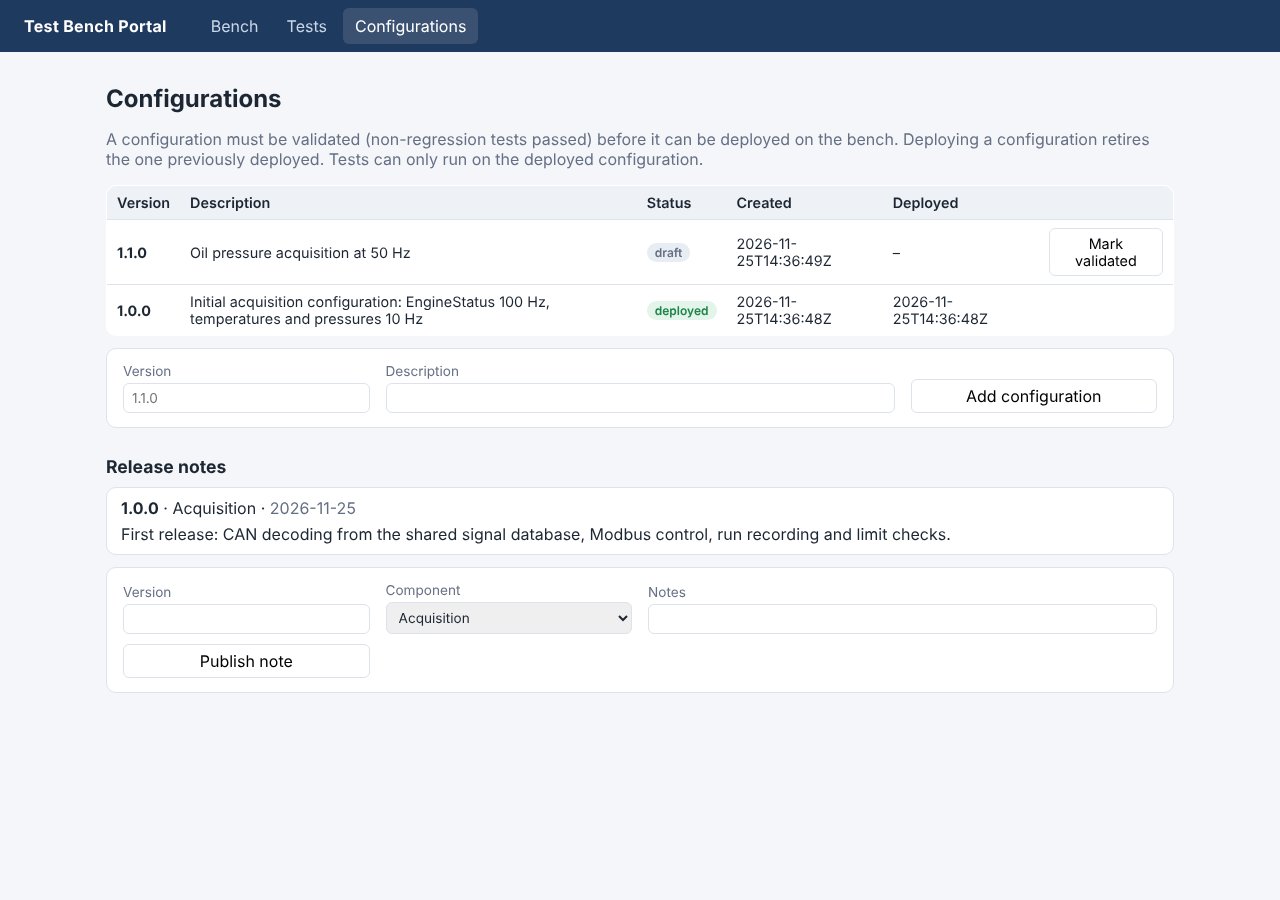 Test Bench Portal Bench Tests Configurations
Configurations
A configuration must be validated (non-regression tests passed) before it can be deployed on the bench. Deploying a configuration retires
the one previously deployed. Tests can only run on the deployed configuration.
Version Description Status Created Deployed
1.1.0 Oil pressure acquisition at 50 Hz draft 2026-11-25T14:36:49Z – Mark validated
1.0.0 Initial acquisition configuration: EngineStatus 100 Hz, temperatures and pressures 10 Hz deployed 2026-11-25T14:36:48Z 2026-11-25T14:36:48Z
Version Description
1.1.0 Add configuration
Release notes
1.0.0 · Acquisition · 2026-11-25
First release: CAN decoding from the shared signal database, Modbus control, run recording and limit checks.
Version Component Notes
Acquisition
Publish note